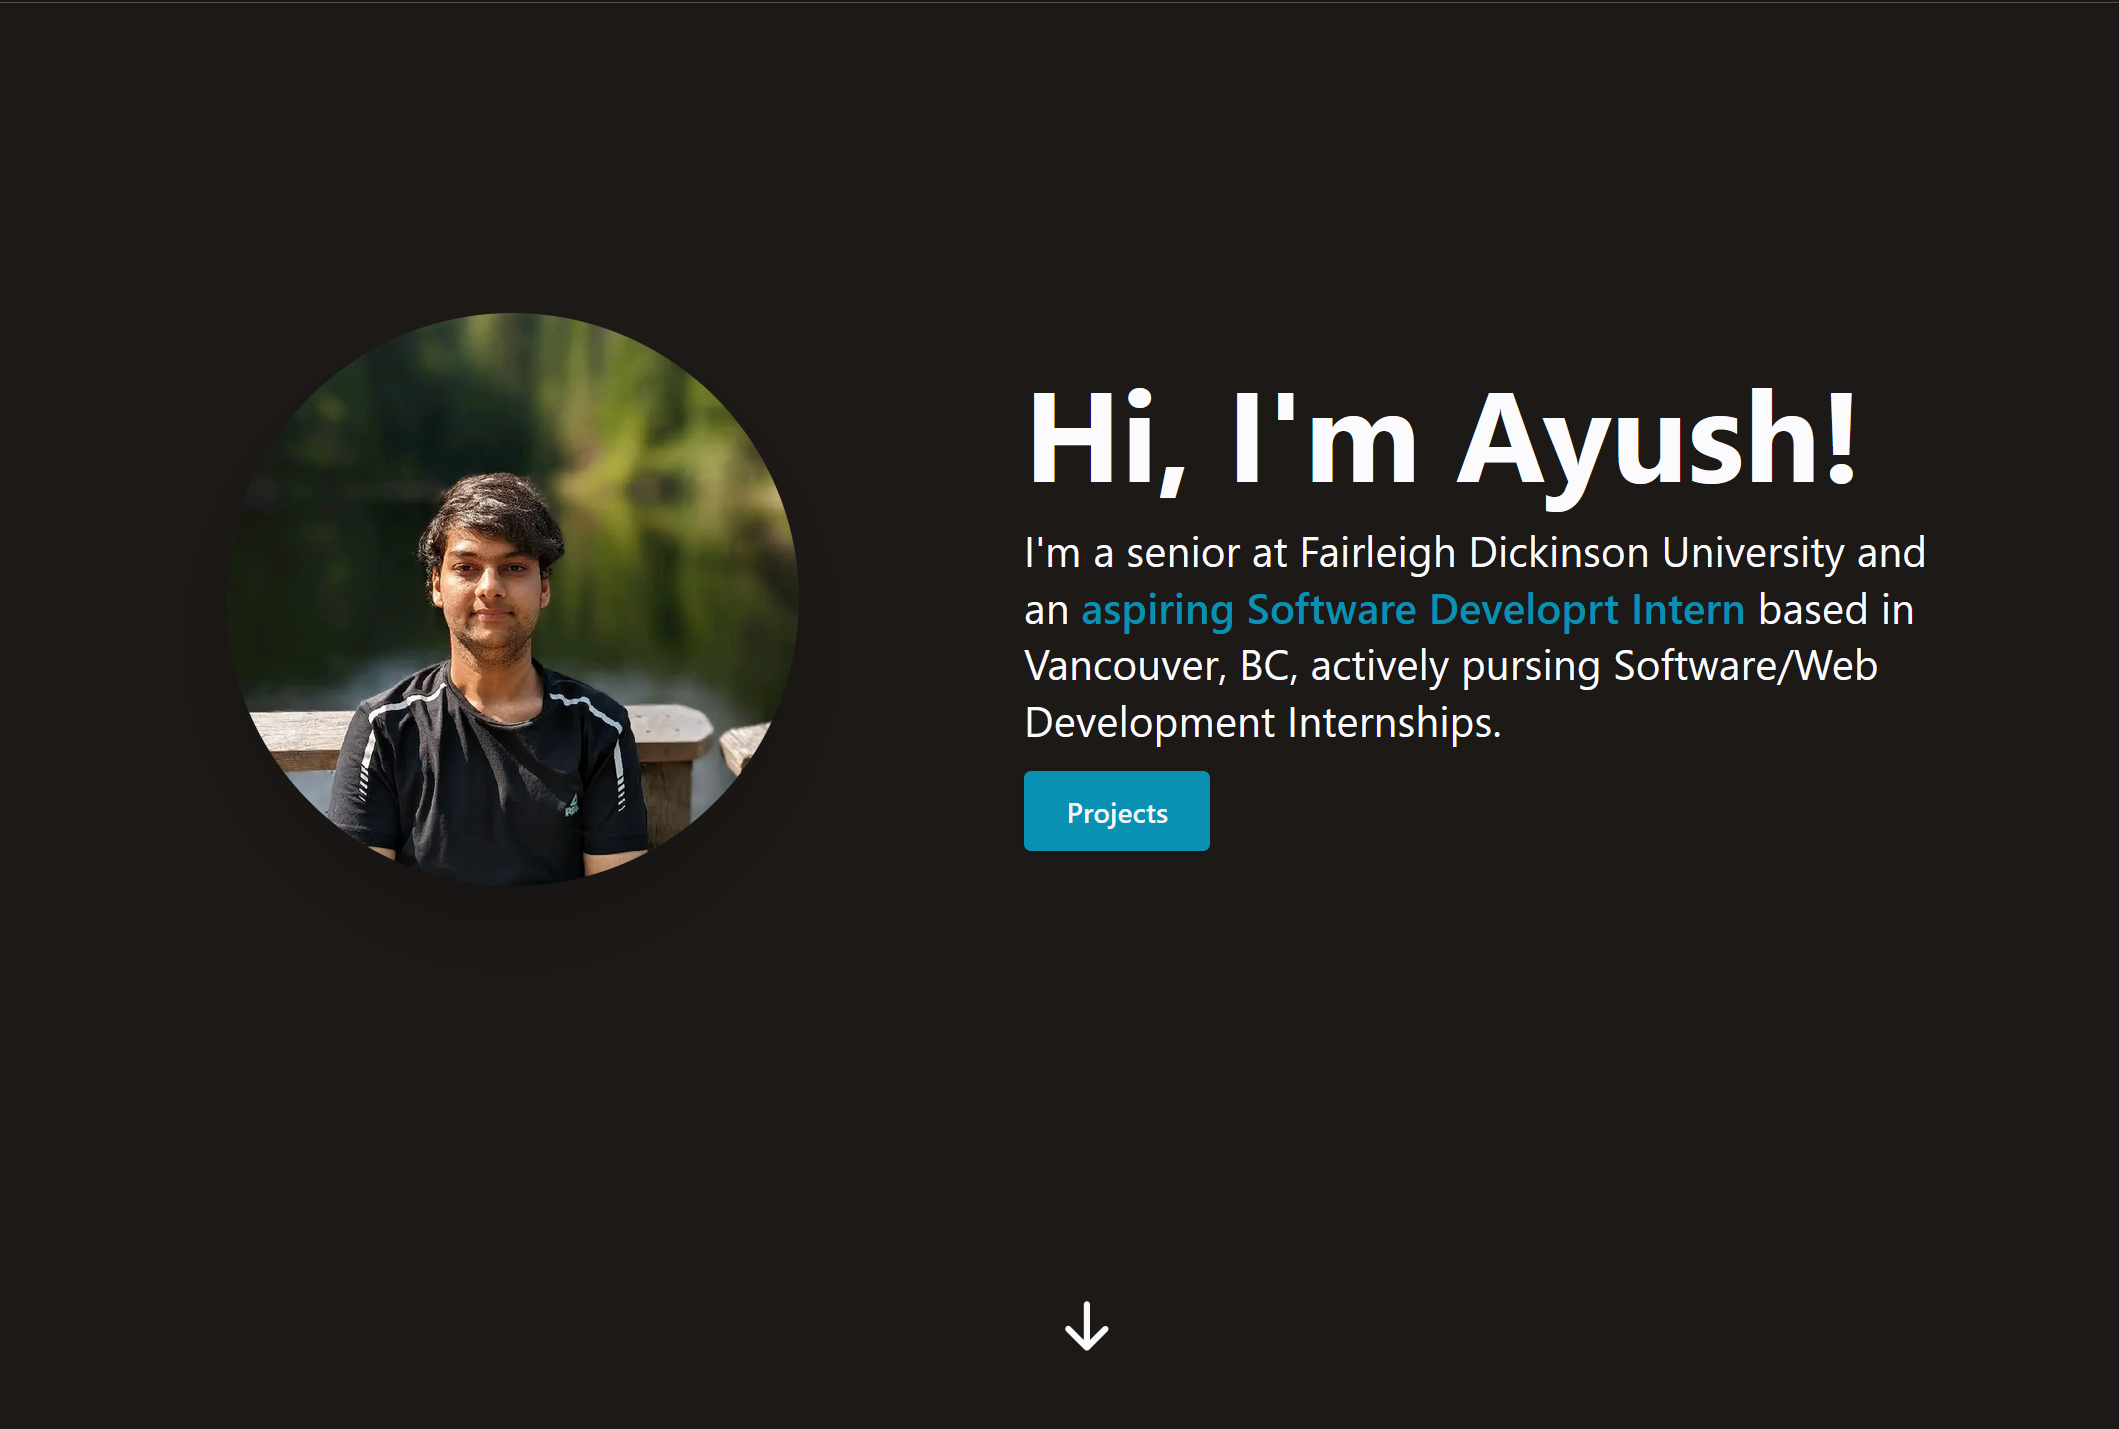 Hi, I'm Ayush!
I'm a senior at Fairleigh Dickinson University and
an aspiring Software Developrt Intern based in
Vancouver, BC, actively pursing Software/Web
Development Internships.
Projects